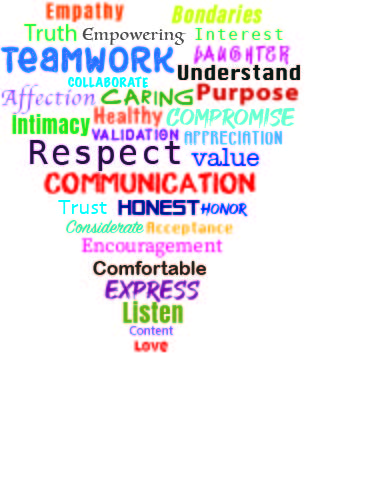 Empathy Bondaries
Truth Empowering Interest
TEAMWORK DAUGHTER
Understand
COLLABORATE
Affection CARING Purpose
Intimacy Healthy COMPROMISE
VALIDATION APPRECIATION
Respect value
COMMUNICATION
Trust HONEST HONOR
Considerate Acceptance
Encouragement
Comfortable
EXPRESS
Listen
Content
Love